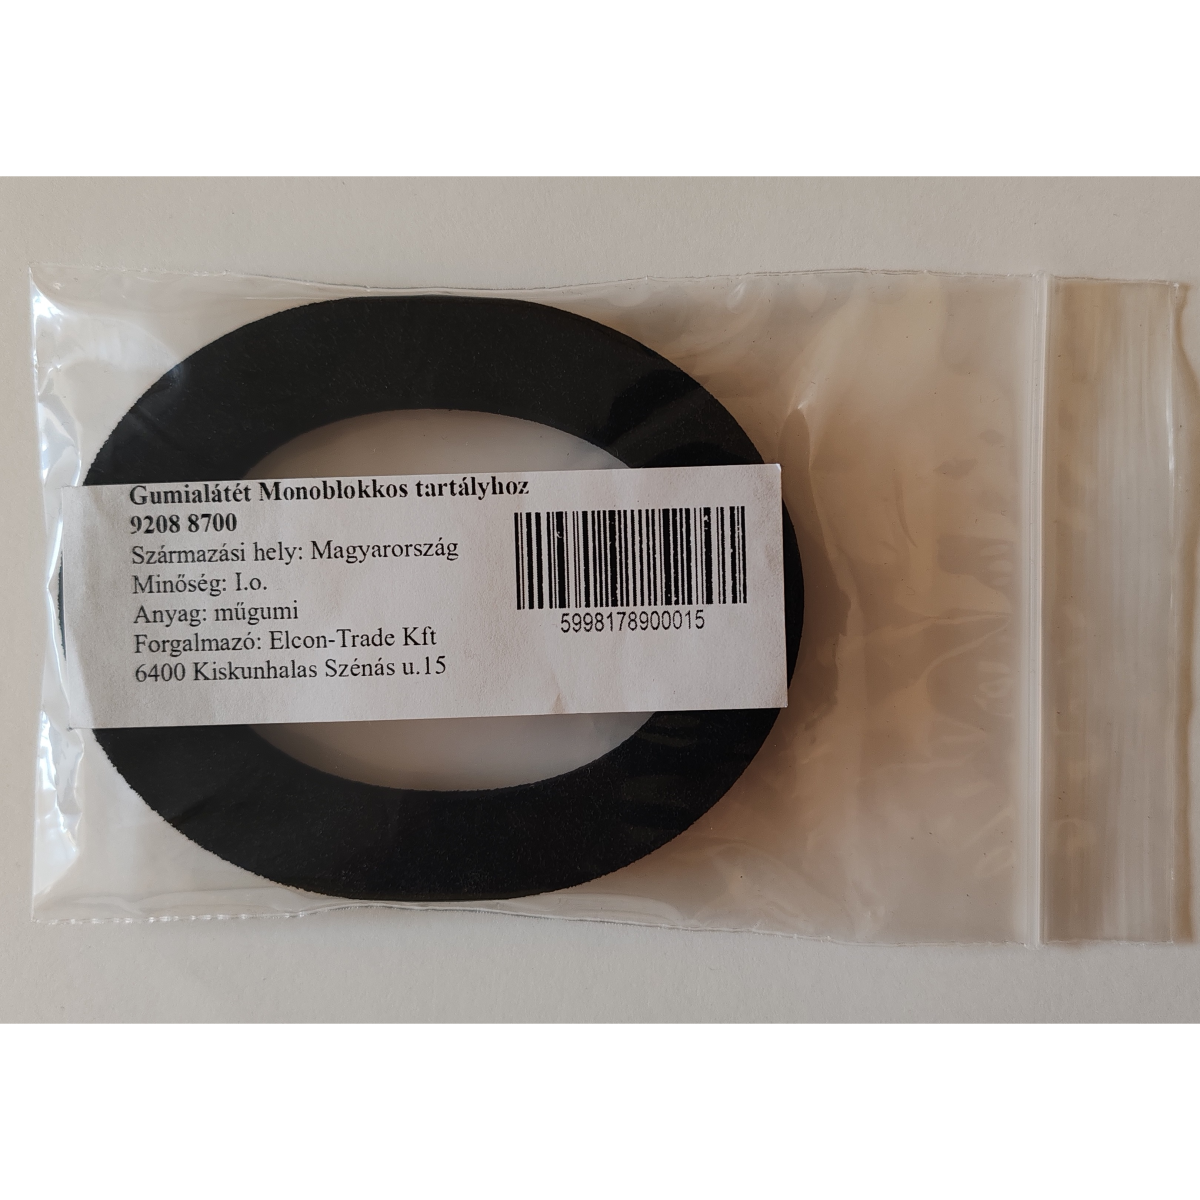 Gumialátét Monoblokkos tartályhoz
9208 8700
Származási hely: Magyarország
Minőség: I.o.
Anyag: műgumi
Forgalmazó: Elcon-Trade Kft
6400 Kiskunhalas Szénás u.15
5998178900015